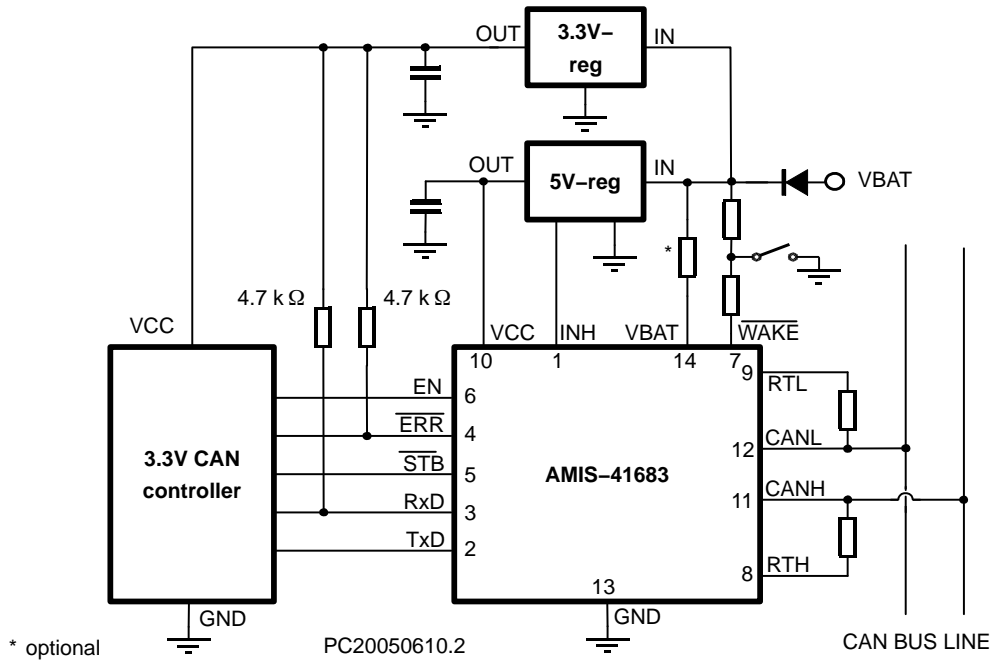 OUT
3.3V–
reg
IN
OUT
5V–reg
IN
VBAT
*
4.7 k Ω
4.7 k Ω
VCC
VCC
INH
VBAT
WAKE
10
1
14
7
9
RTL
EN
6
ERR
4
12
CANL
3.3V CAN
controller
STB
5
AMIS–41683
RxD
3
11
CANH
TxD
2
8
RTH
13
GND
GND
* optional
PC20050610.2
CAN BUS LINE